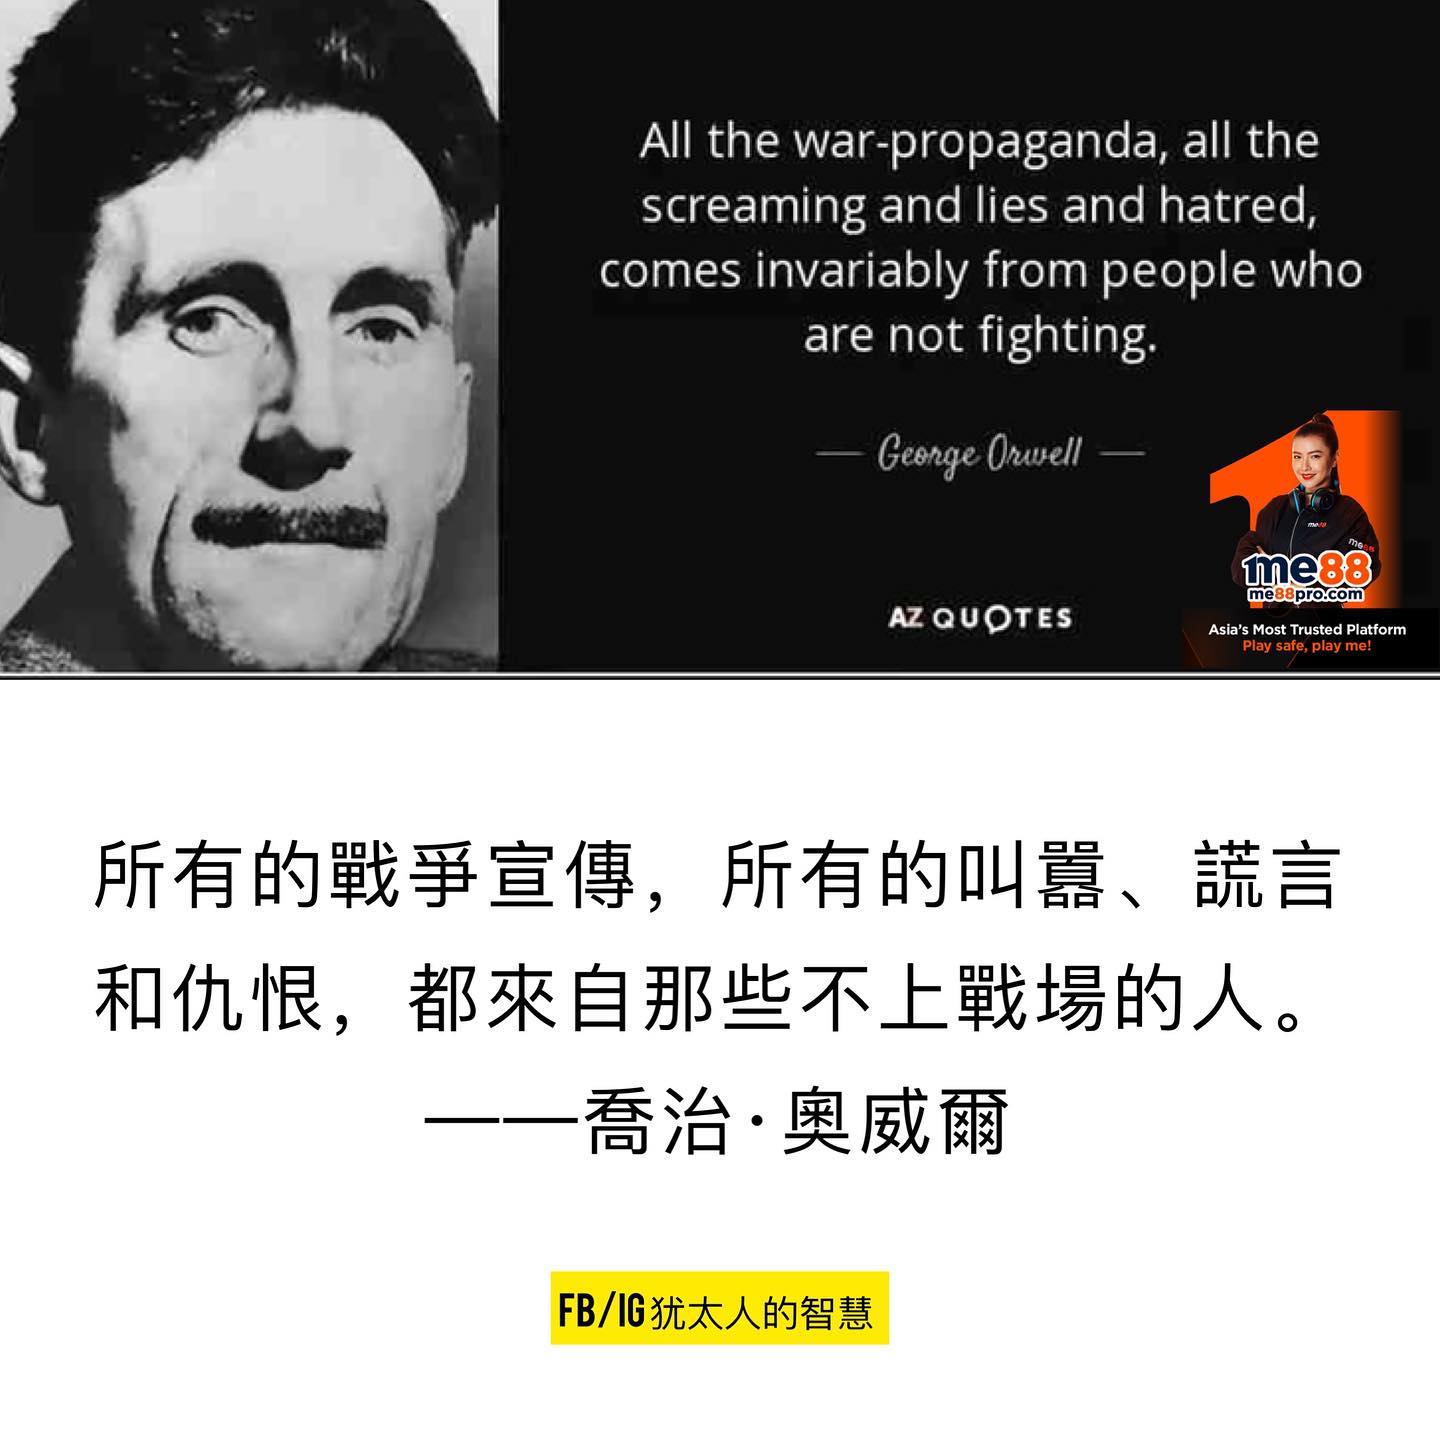 All the war-propaganda, all the
screaming and lies and hatred,
comes invariably from people who
are not fighting.
George Orwell
AZ QUOTES
1
me88
me88
me88
me88pro.com
Asia's Most Trusted Platform
Play safe, play me!
所有的戰爭宣傳，所有的叫囂、謊言
和仇恨，都來自那些不上戰場的人。
——喬治·奧威爾
FB/IG犹太人的智慧